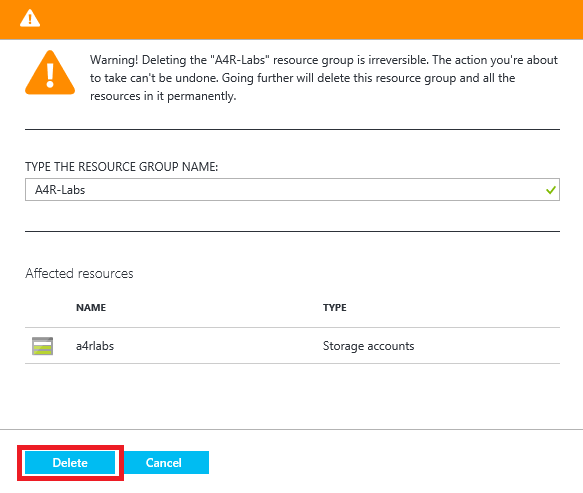 Warning! Deleting the "A4R-Labs" resource group is irreversible. The action you're about
to take can't be undone. Going further will delete this resource group and all the
resources in it permanently.
TYPE THE RESOURCE GROUP NAME:
A4R-Labs
Affected resources
NAME TYPE
a4rlabs Storage accounts
Delete Cancel